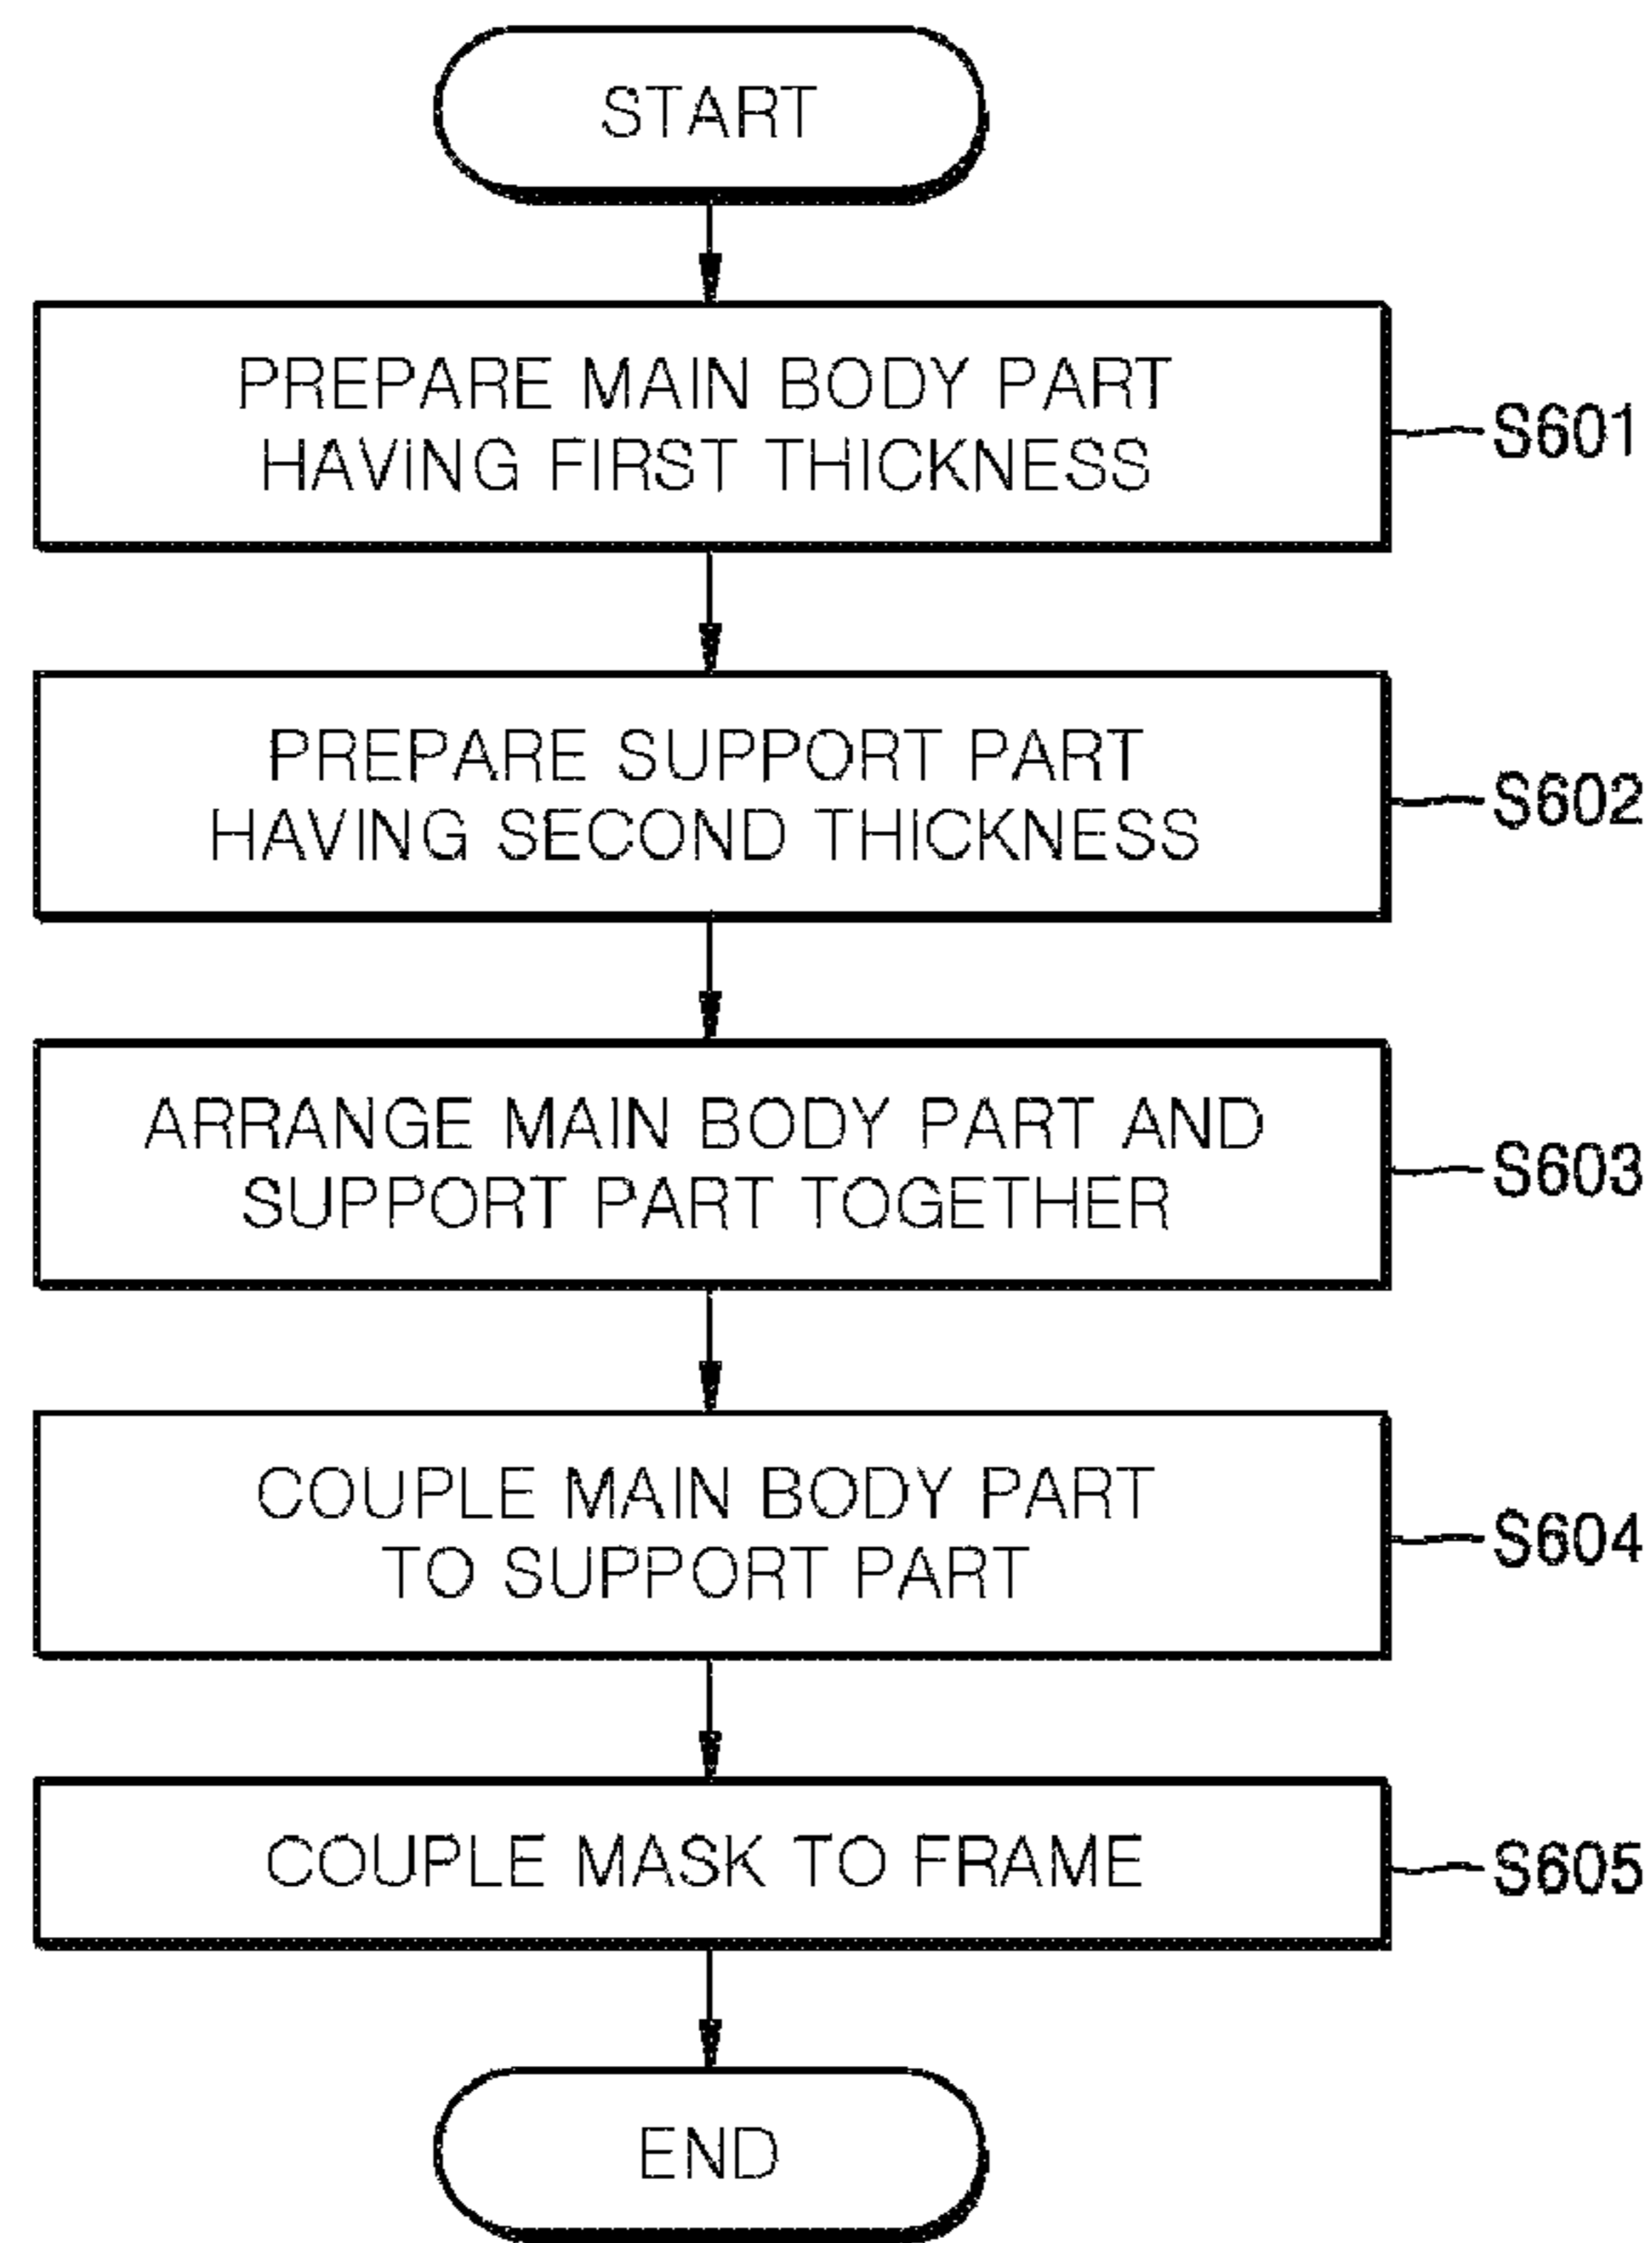 START
PREPARE MAIN BODY PART
HAVING FIRST THICKNESS
S601
PREPARE SUPPORT PART
HAVING SECOND THICKNESS
S602
ARRANGE MAIN BODY PART AND
SUPPORT PART TOGETHER
S603
COUPLE MAIN BODY PART
TO SUPPORT PART
S604
COUPLE MASK TO FRAME
S605
END